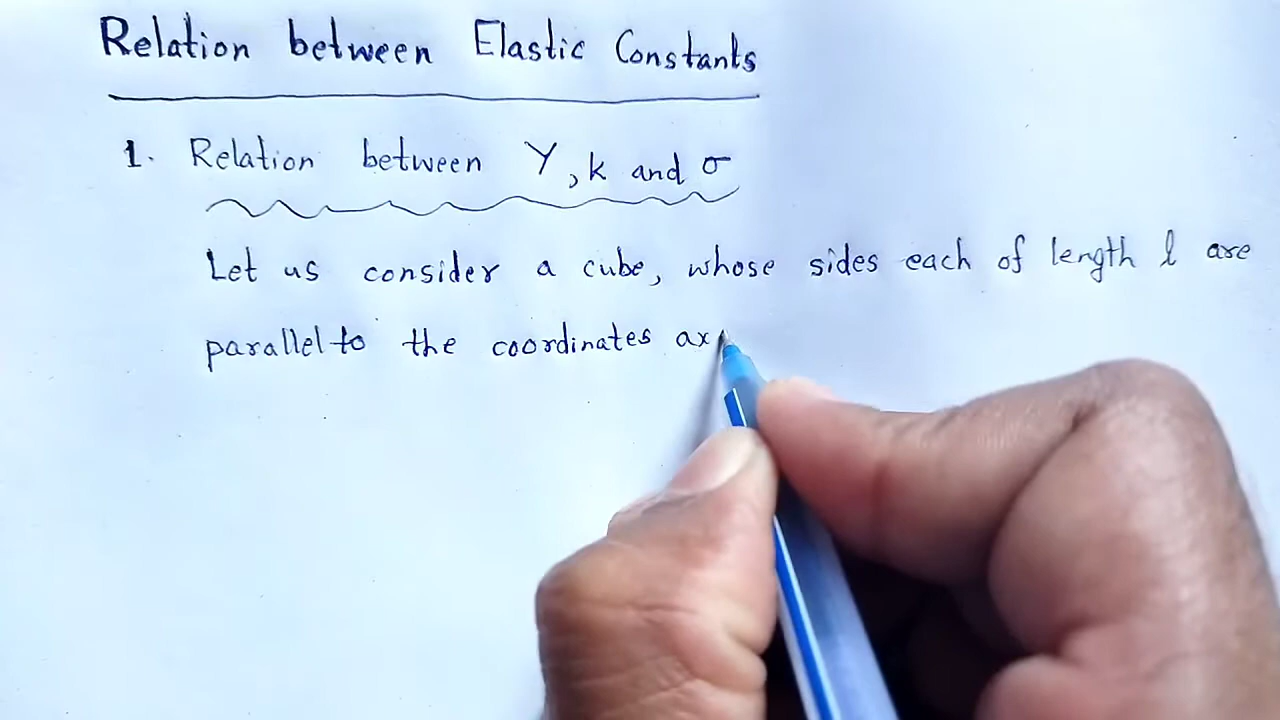 Relation between Elastic Constants
1. Relation between Y, k and σ
Let us consider a cube, whose sides each of length l are
parallel to the coordinates ax